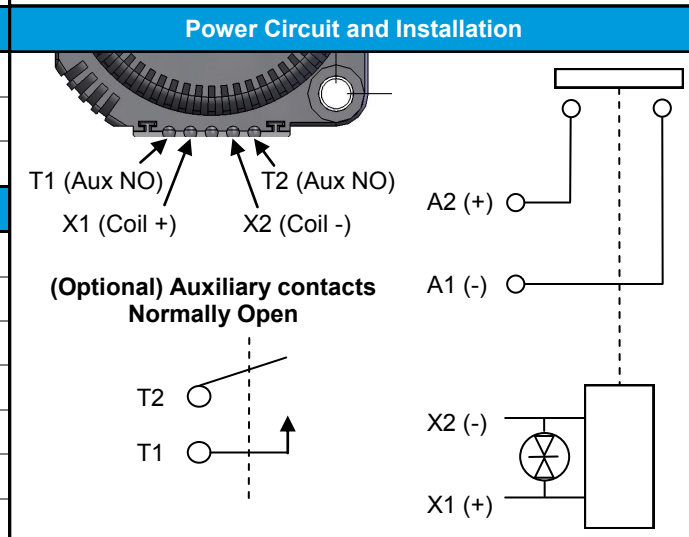 Power Circuit and Installation
T1 (Aux NO)
T2 (Aux NO)
X1 (Coil +)
X2 (Coil -)
(Optional) Auxiliary contacts
Normally Open
T2
T1
A2 (+)
A1 (-)
X2 (-)
X1 (+)